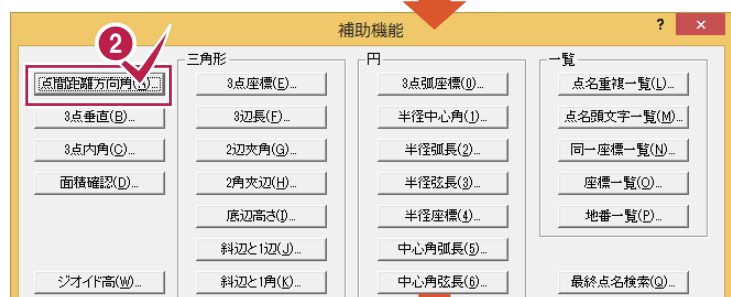 補助機能
?
×
2
三角形
円
一覧
点間距離方向角(A)...
3点座標(E)...
3点弧座標(0)...
点名重複一覧(L)...
3点垂直(B)...
3辺長(F)...
半径中心角(1)...
点名頭文字一覧(M)...
3点内角(C)...
2辺夾角(G)...
半径弧長(2)...
同一座標一覧(N)...
面積確認(D)...
2角夾辺(H)...
半径弦長(3)...
座標一覧(O)...
底辺高さ(I)...
半径座標(4)...
地番一覧(P)...
斜辺と1辺(J)...
中心角弧長(5)...
ジオイド高(W)...
斜辺と1角(K)...
中心角弦長(6)...
最終点名検索(Q)...